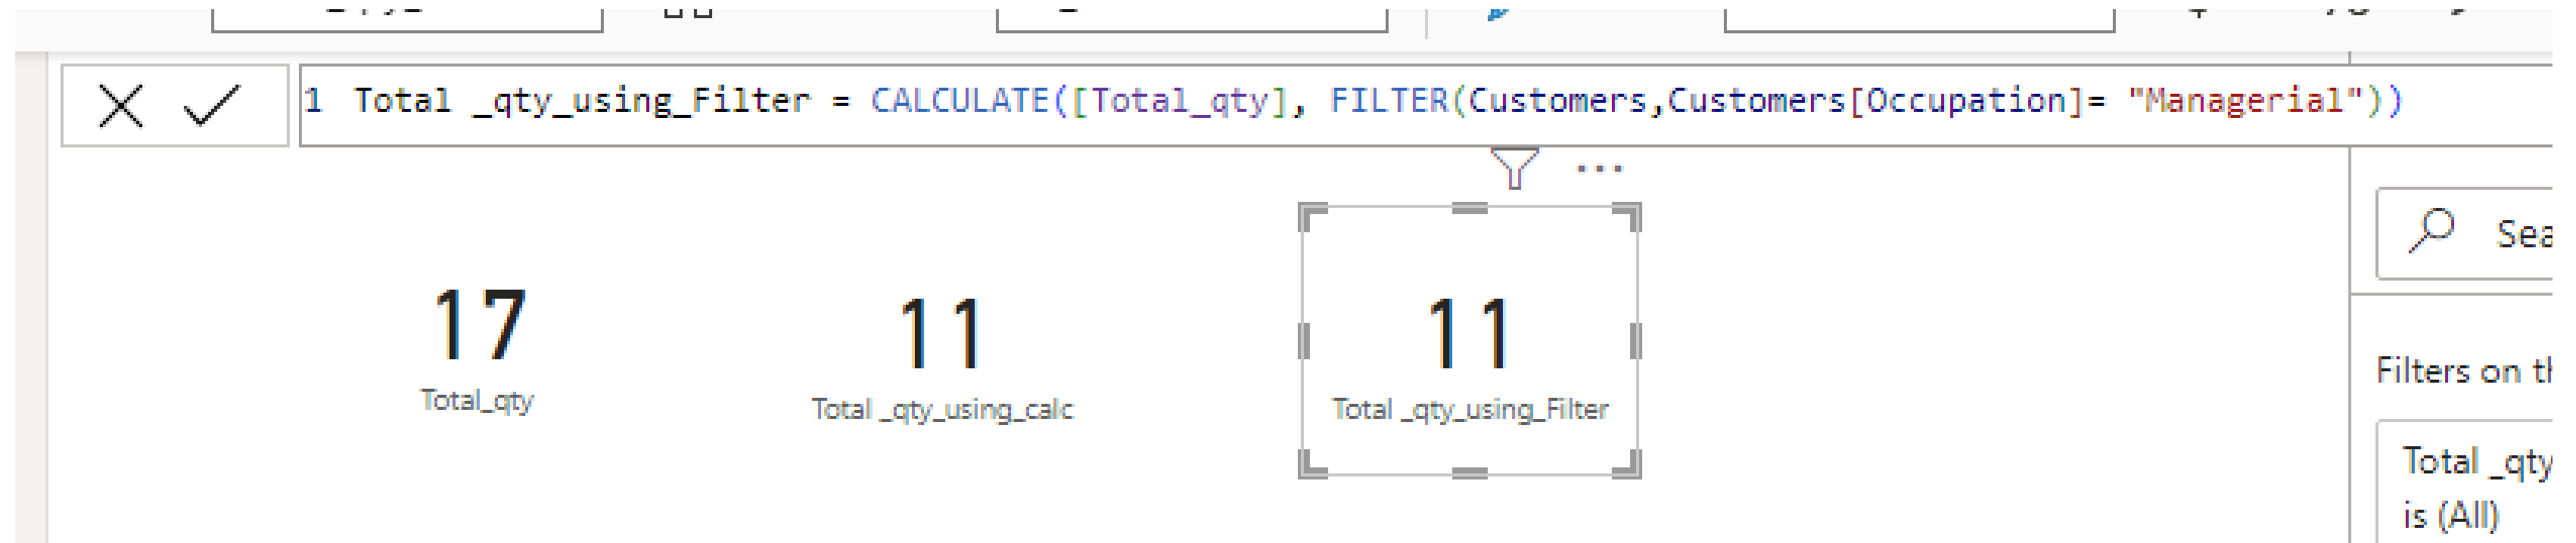 1 Total _qty_using_Filter = CALCULATE([Total_qty], FILTER(Customers,Customers[Occupation]= "Managerial"))
Sea
17
11
11
Total_qty
Total _qty_using_calc
Total _qty_using_Filter
Filters on th
Total _qty
is (All)